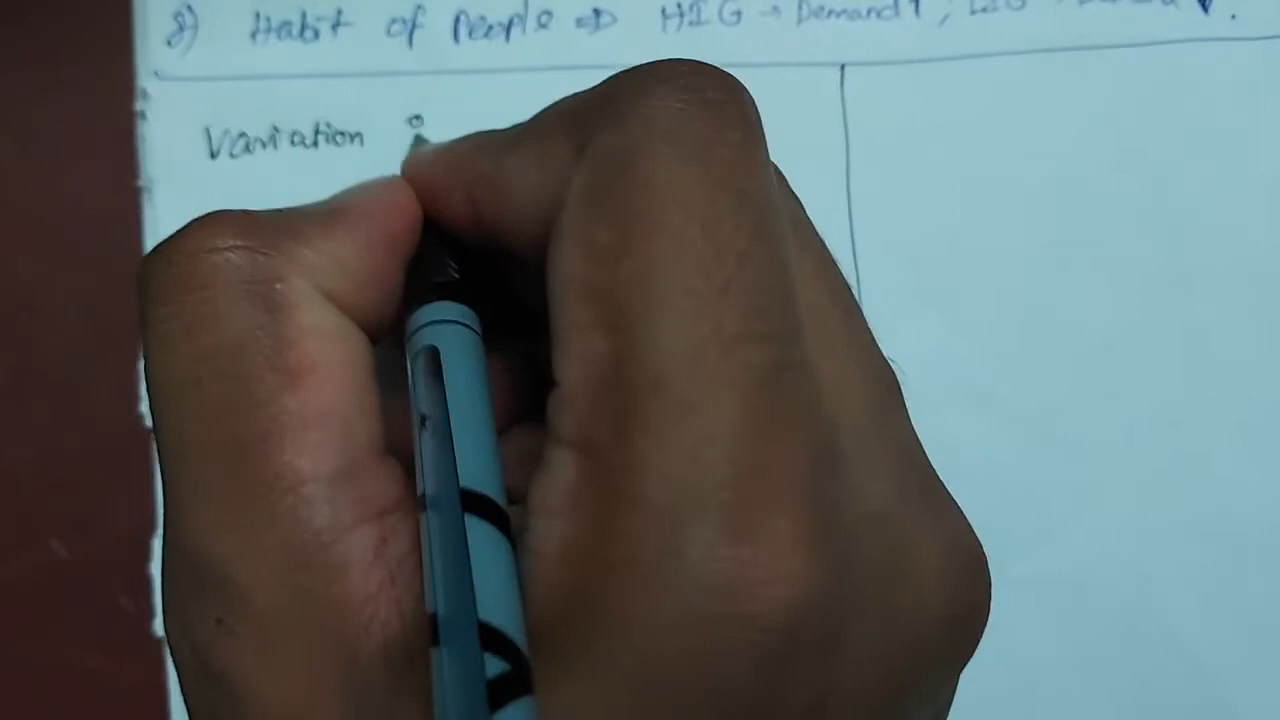 8) Habit of People ⇒ HIG → Demand↑ ,
Variation i